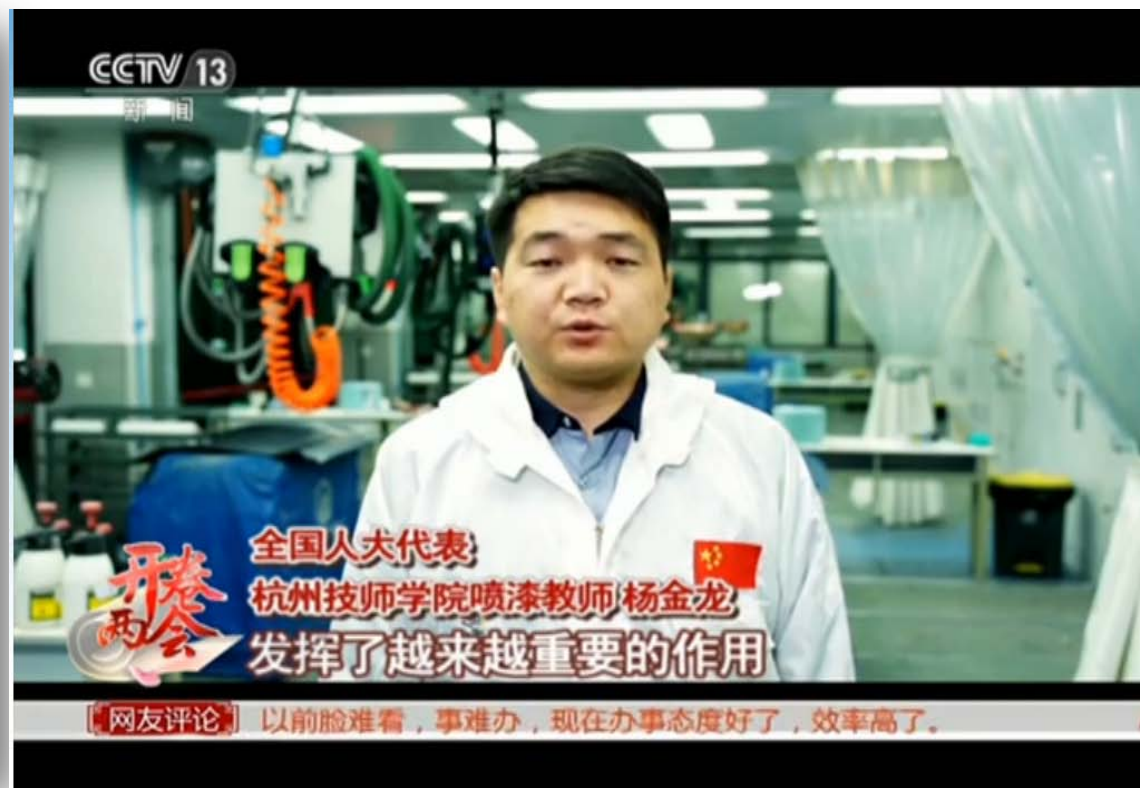 CCTV 13
新闻
全国人大代表
杭州技师学院喷漆教师 杨金龙
开卷
两会
发挥了越来越重要的作用
网友评论 以前脸难看，事难办，现在办事态度好了，效率高了。